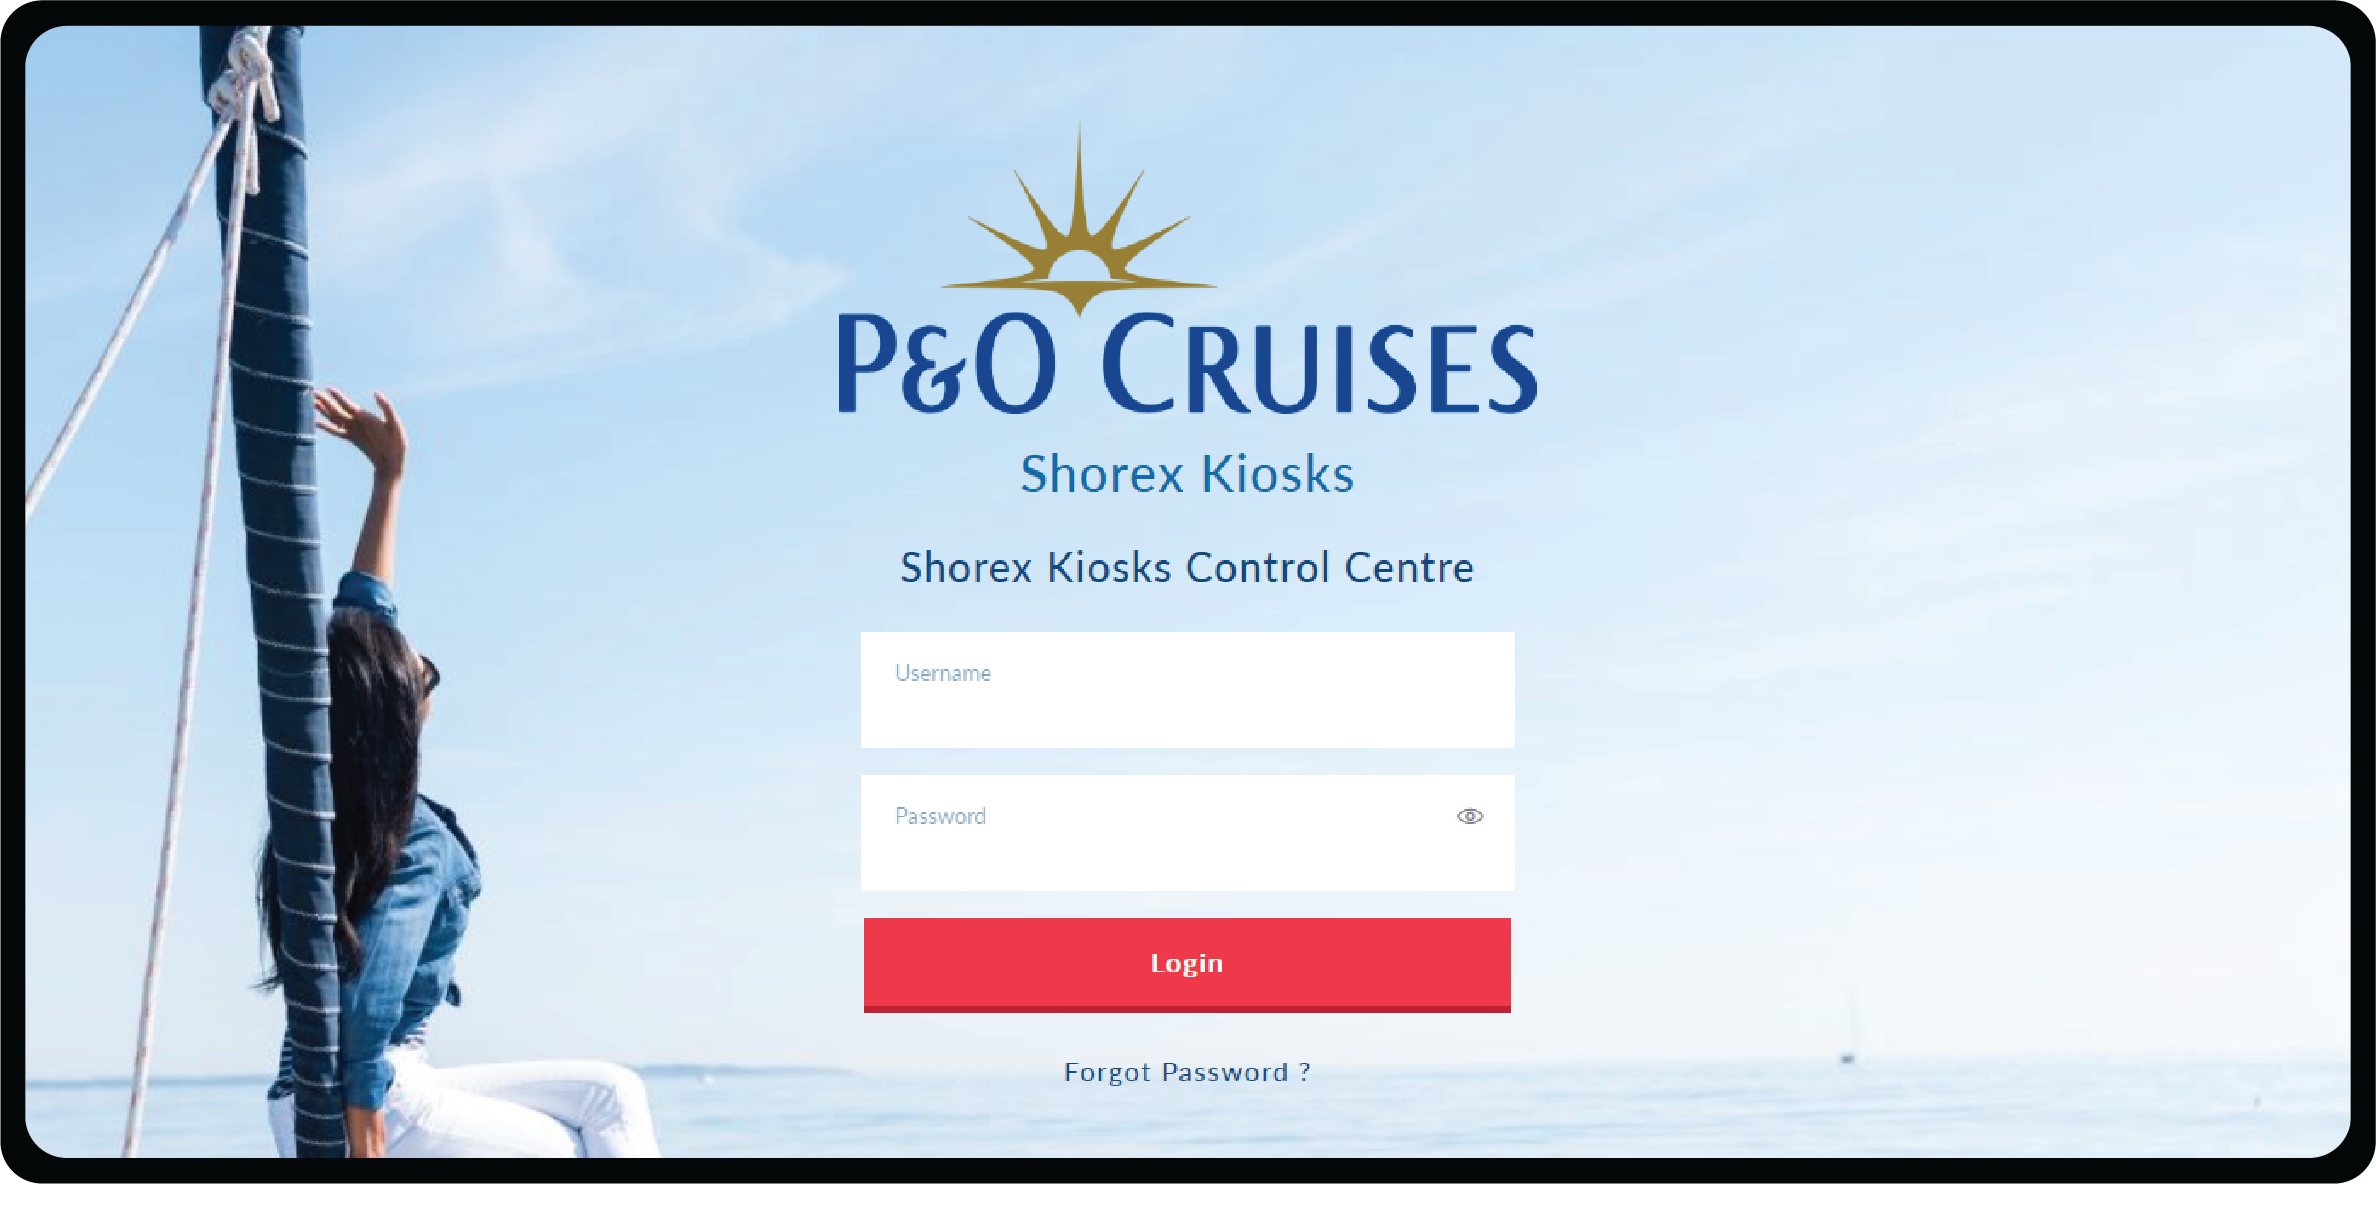 P&O CRUISES
Shorex Kiosks
Shorex Kiosks Control Centre
Username
Password
Login
Forgot Password ?